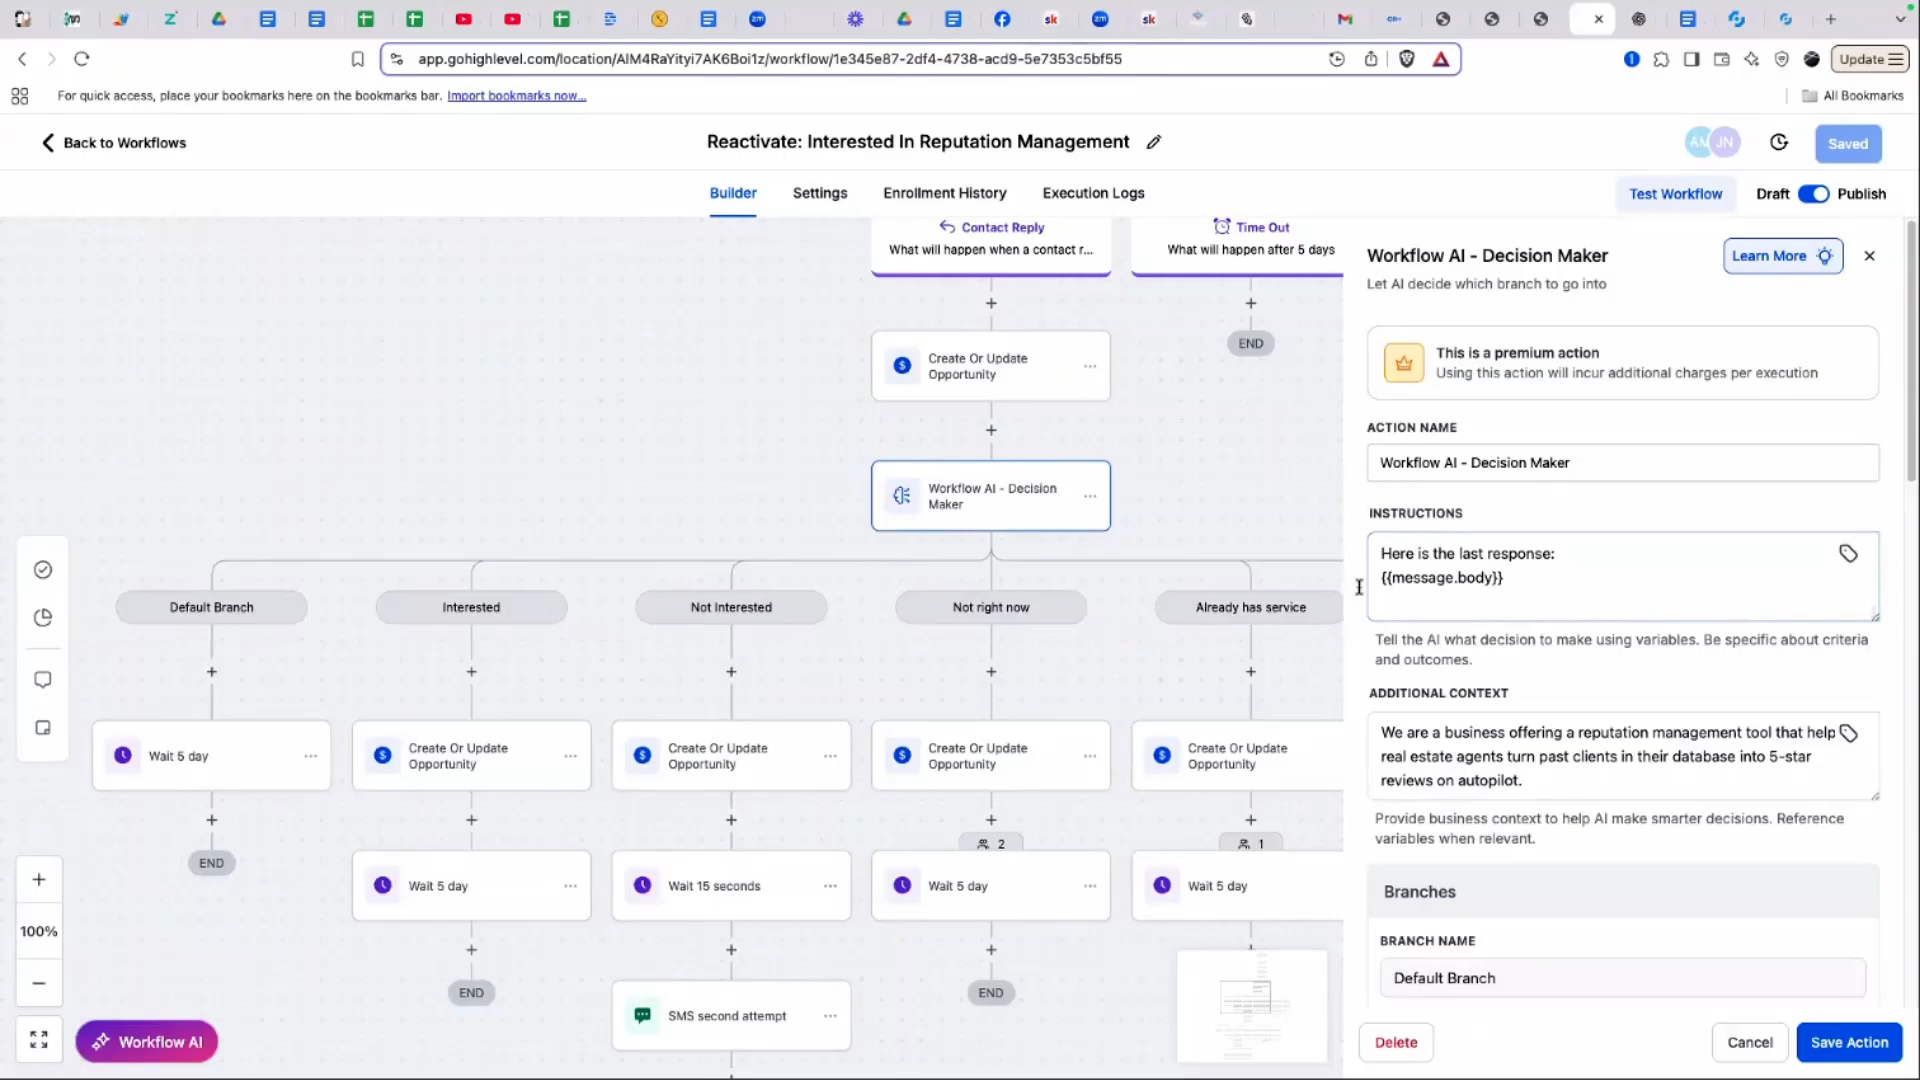 app.gohighlevel.com/location/AIM4RaYityi7AK6Boi1z/workflow/1e345e87-2df4-4738-acd9-5e7353c5bf55
Update
For quick access, place your bookmarks here on the bookmarks bar. Import bookmarks now...
All Bookmarks
Back to Workflows
Reactivate: Interested In Reputation Management
AM
JN
Saved
Builder
Settings
Enrollment History
Execution Logs
Test Workflow
Draft
Publish
Contact Reply
What will happen when a contact r...
Time Out
What will happen after 5 days
END
Create Or Update
Opportunity
Workflow AI - Decision
Maker
Default Branch
Interested
Not Interested
Not right now
Already has service
Wait 5 day
Create Or Update
Opportunity
Create Or Update
Opportunity
Create Or Update
Opportunity
Create Or Update
Opportunity
2
1
END
Wait 5 day
Wait 15 seconds
Wait 5 day
Wait 5 day
END
END
SMS second attempt
100%
Workflow AI
Workflow AI - Decision Maker
Learn More
Let AI decide which branch to go into
This is a premium action
Using this action will incur additional charges per execution
ACTION NAME
Workflow AI - Decision Maker
INSTRUCTIONS
Here is the last response:
{{message.body}}
Tell the AI what decision to make using variables. Be specific about criteria
and outcomes.
ADDITIONAL CONTEXT
We are a business offering a reputation management tool that help
real estate agents turn past clients in their database into 5-star
reviews on autopilot.
Provide business context to help AI make smarter decisions. Reference
variables when relevant.
Branches
BRANCH NAME
Default Branch
Delete
Cancel
Save Action